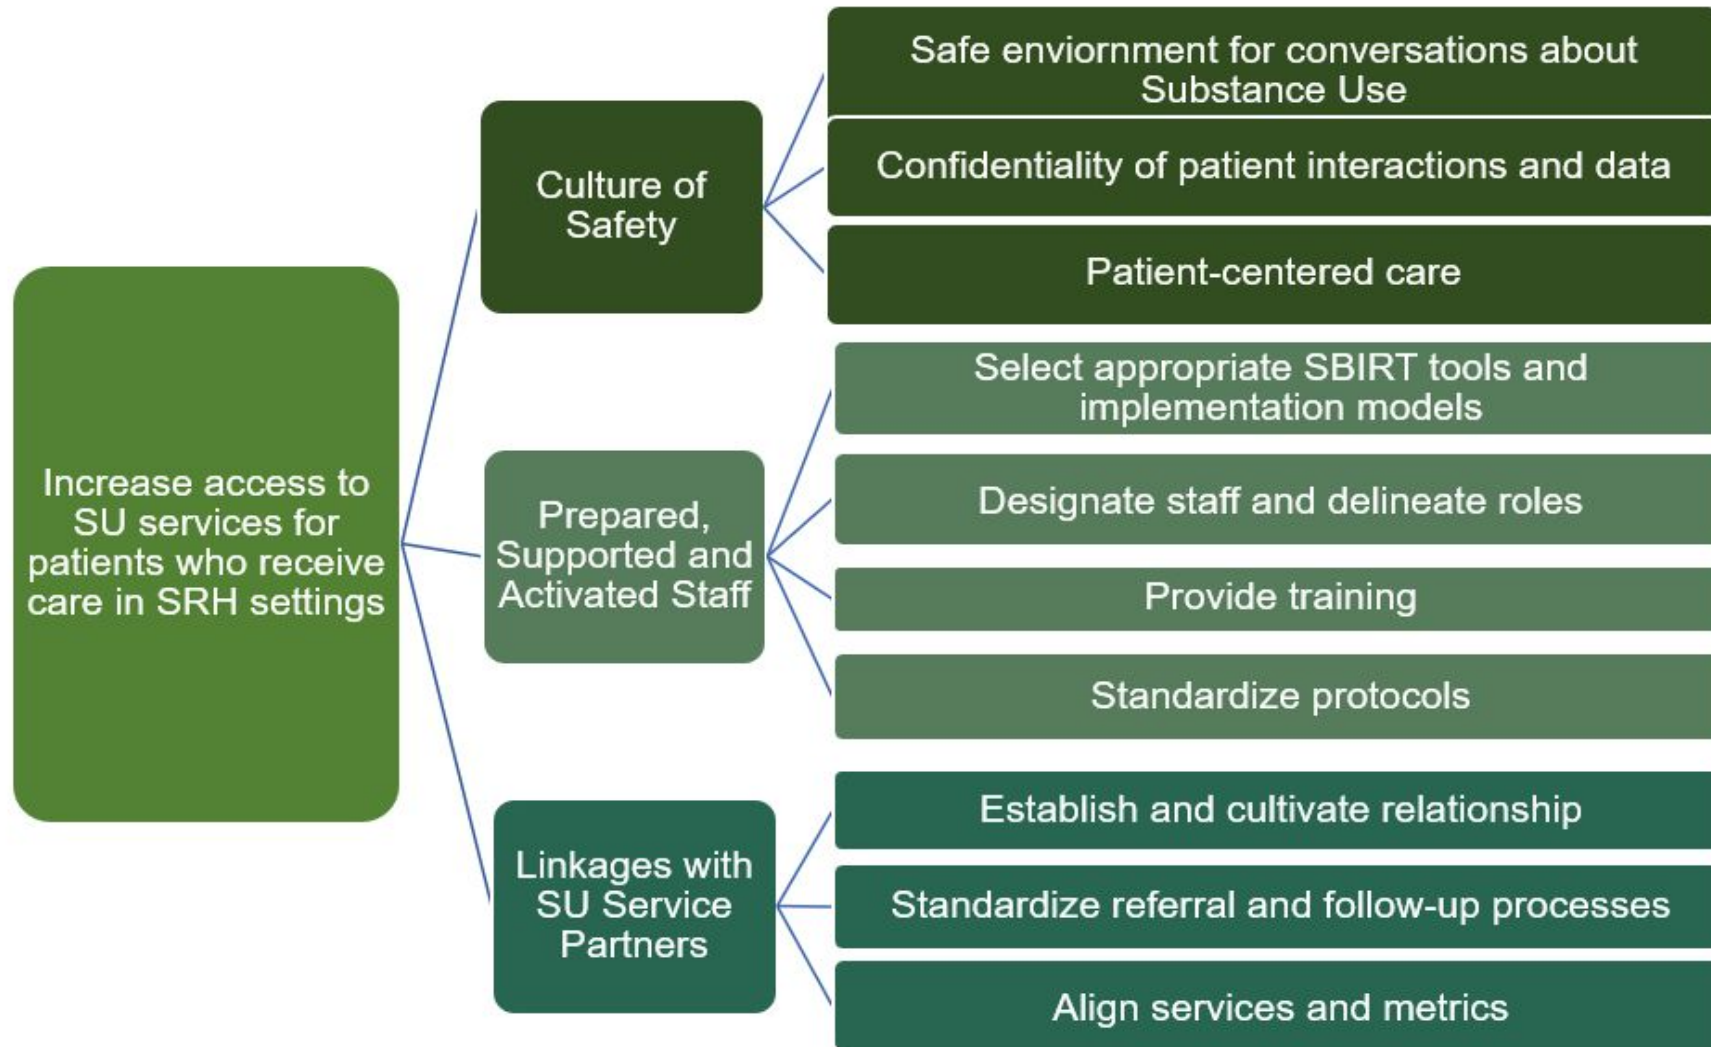 Increase access to
SU services for
patients who receive
care in SRH settings
Culture of
Safety
Safe enviornment for conversations about
Substance Use
Confidentiality of patient interactions and data
Patient-centered care
Prepared,
Supported and
Activated Staff
Select appropriate SBIRT tools and
implementation models
Designate staff and delineate roles
Provide training
Standardize protocols
Linkages with
SU Service
Partners
Establish and cultivate relationship
Standardize referral and follow-up processes
Align services and metrics